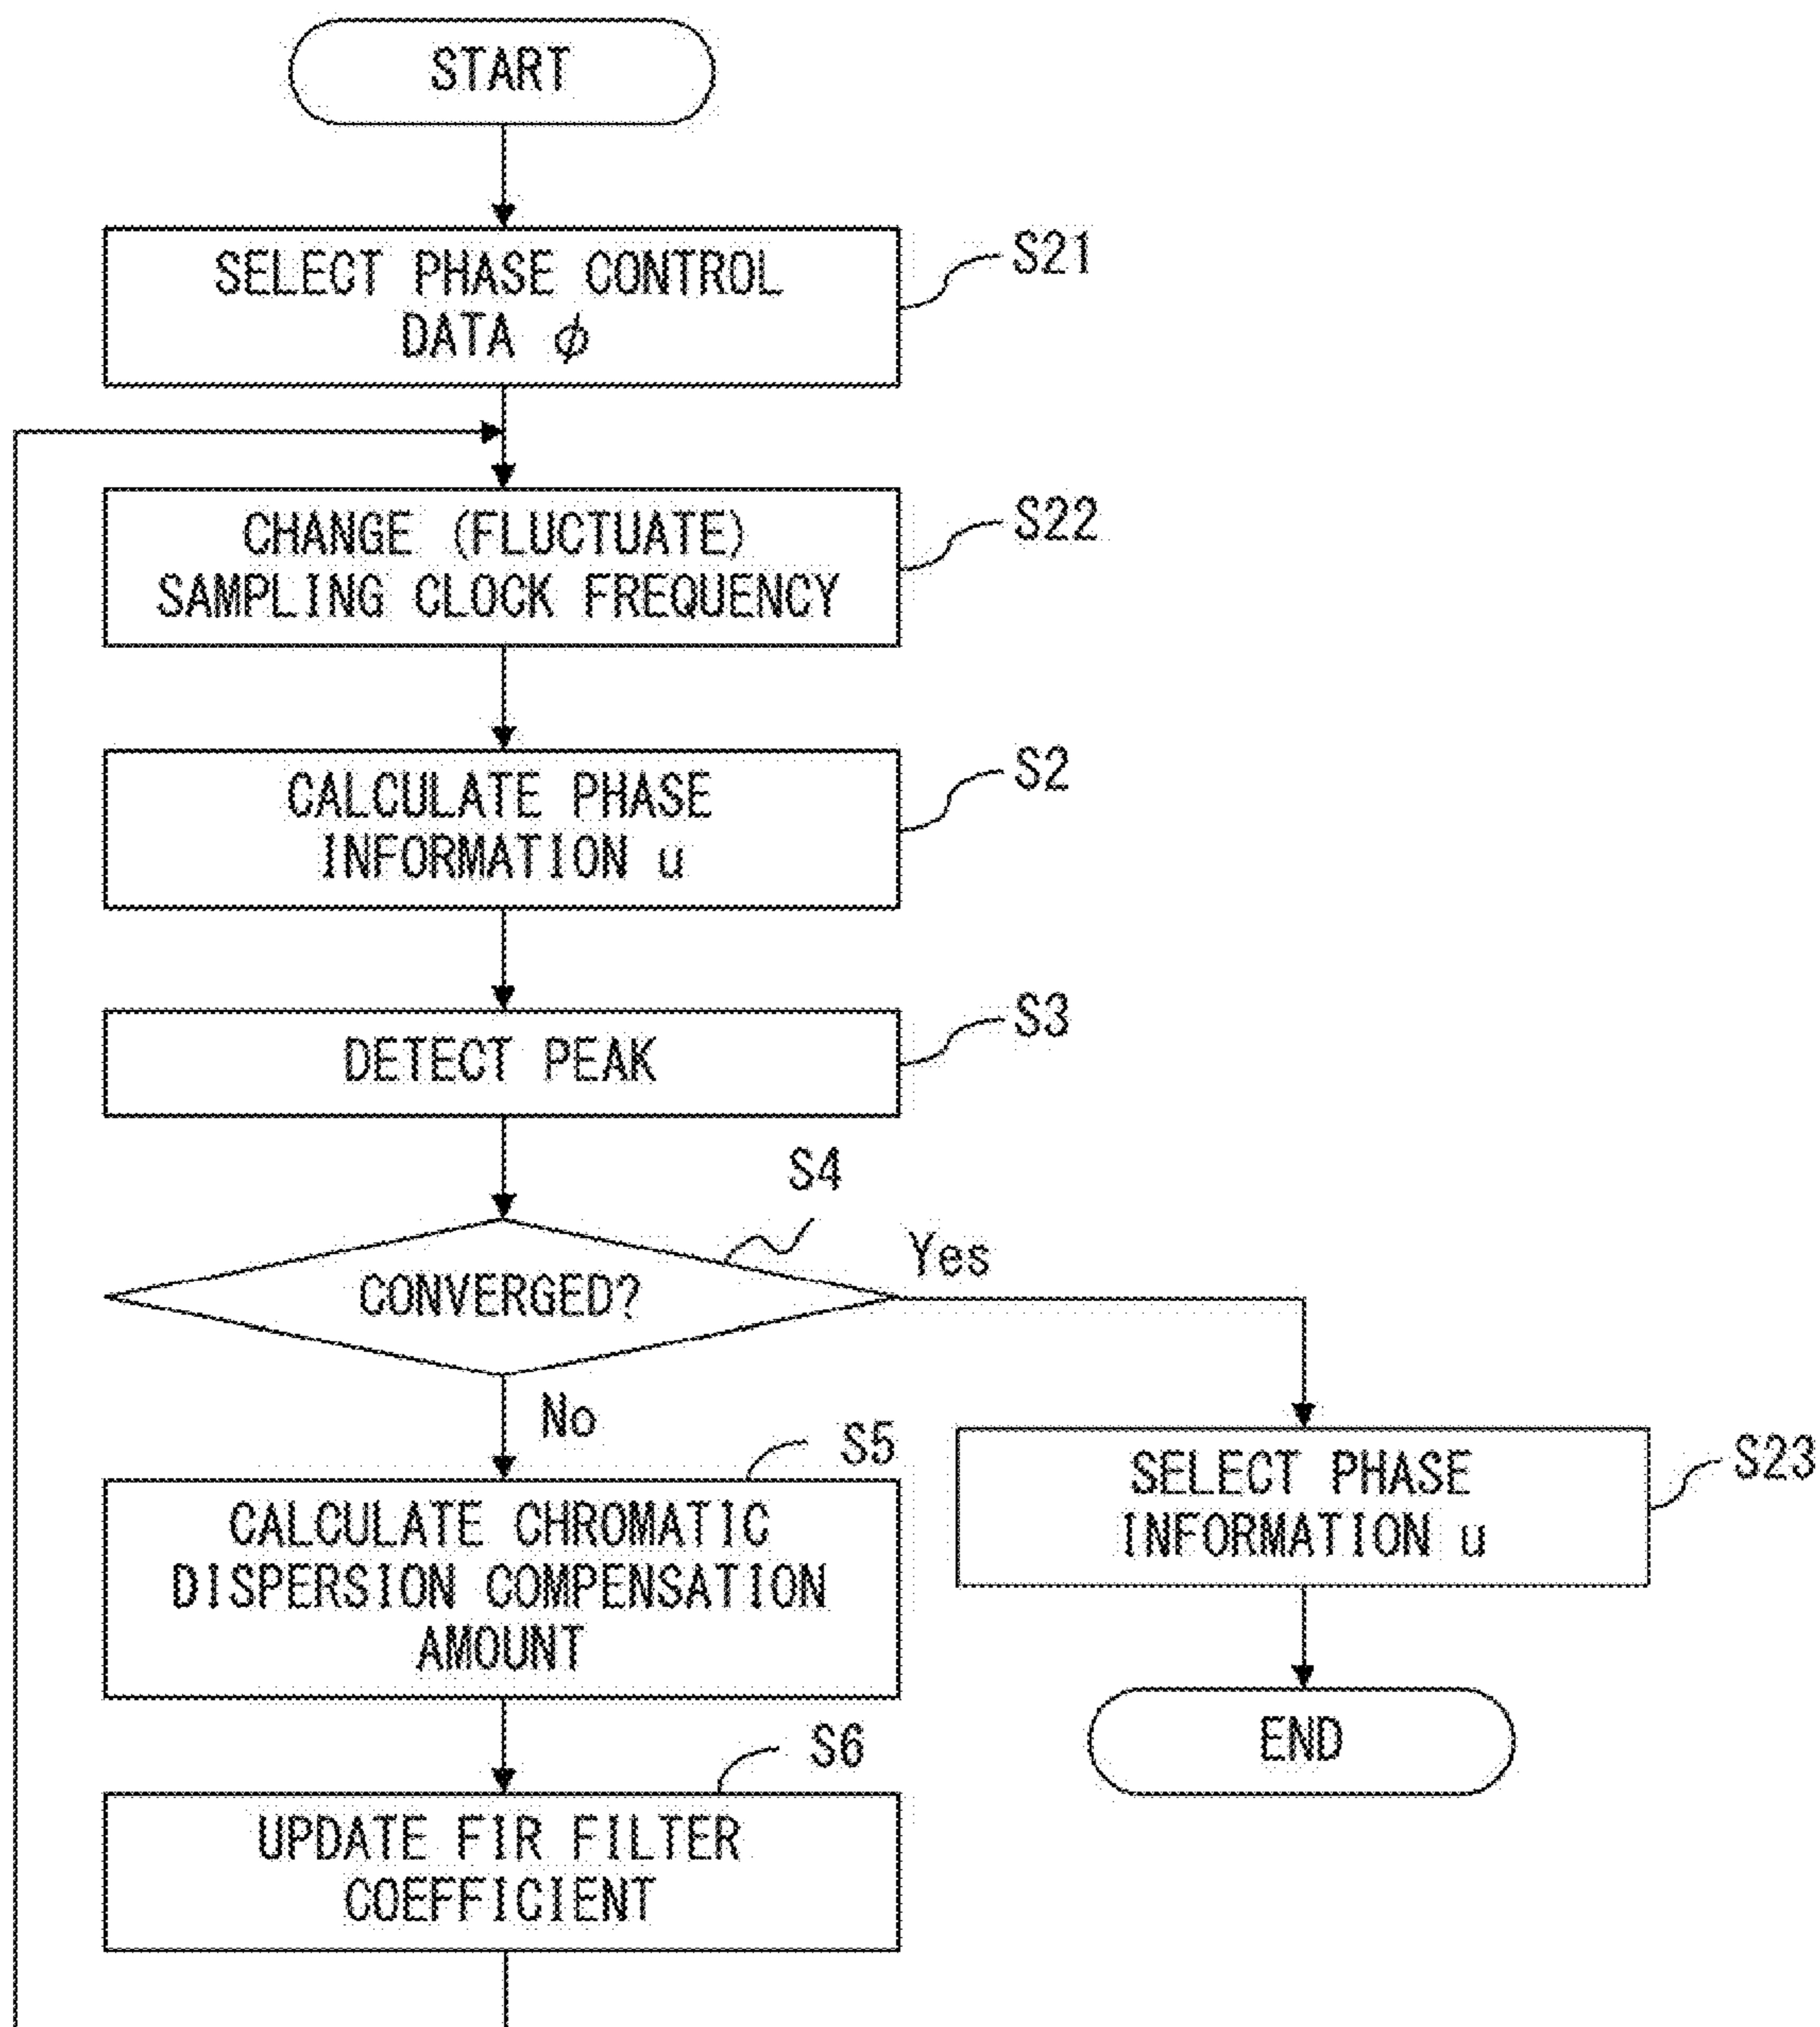 START
SELECT PHASE CONTROL
DATA ϕ
S21
CHANGE (FLUCTUATE)
SAMPLING CLOCK FREQUENCY
S22
CALCULATE PHASE
INFORMATION u
S2
DETECT PEAK
S3
S4
CONVERGED?
Yes
No
S5
CALCULATE CHROMATIC
DISPERSION COMPENSATION
AMOUNT
SELECT PHASE
INFORMATION u
S23
END
S6
UPDATE FIR FILTER
COEFFICIENT